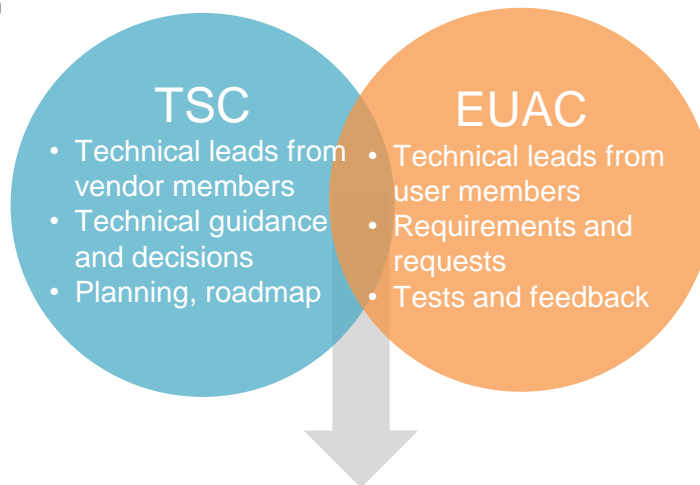 TSC
• Technical leads from
vendor members
• Technical guidance
and decisions
• Planning, roadmap
EUAC
• Technical leads from
user members
• Requirements and
requests
• Tests and feedback